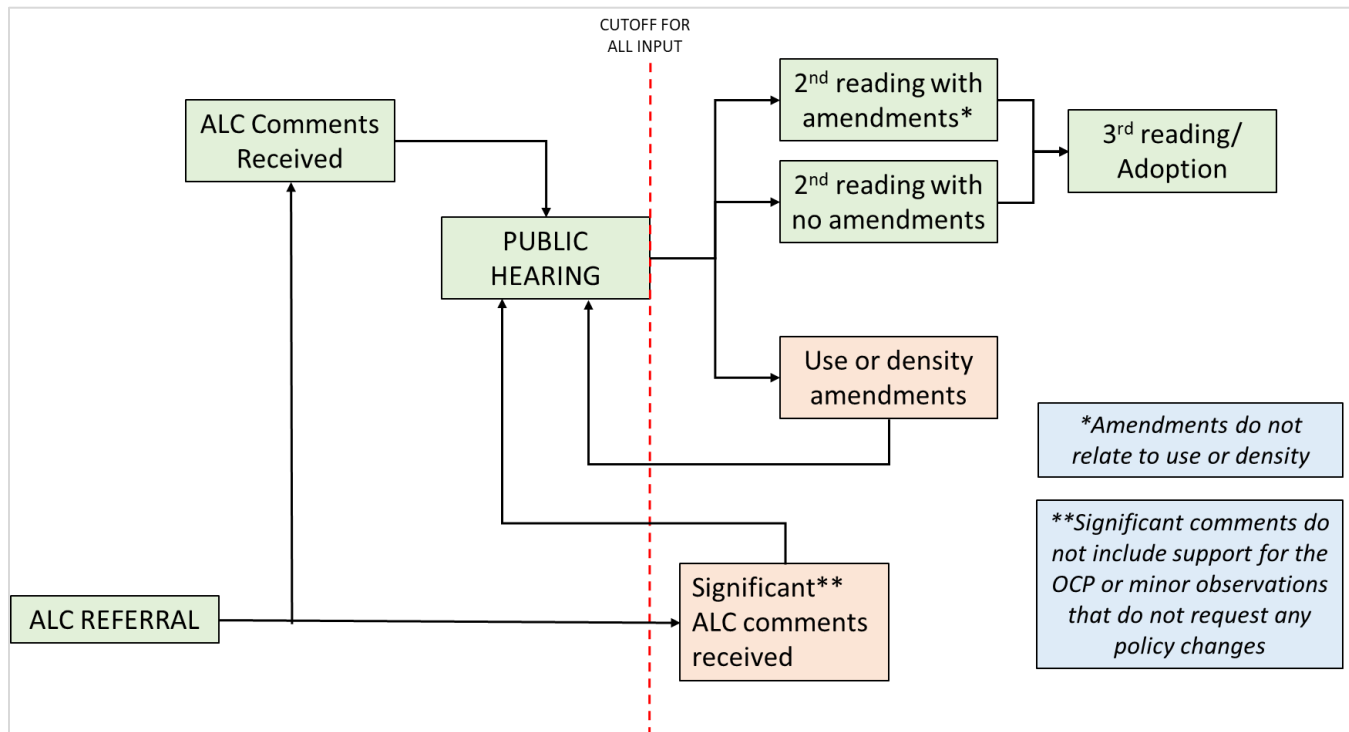 CUTOFF FOR
ALL INPUT
ALC Comments
Received
2nd reading with
amendments*
3rd reading/
Adoption
2nd reading with
no amendments
PUBLIC
HEARING
Use or density
amendments
*Amendments do not
relate to use or density
**Significant comments do
not include support for the
OCP or minor observations
that do not request any
policy changes
ALC REFERRAL
Significant**
ALC comments
received